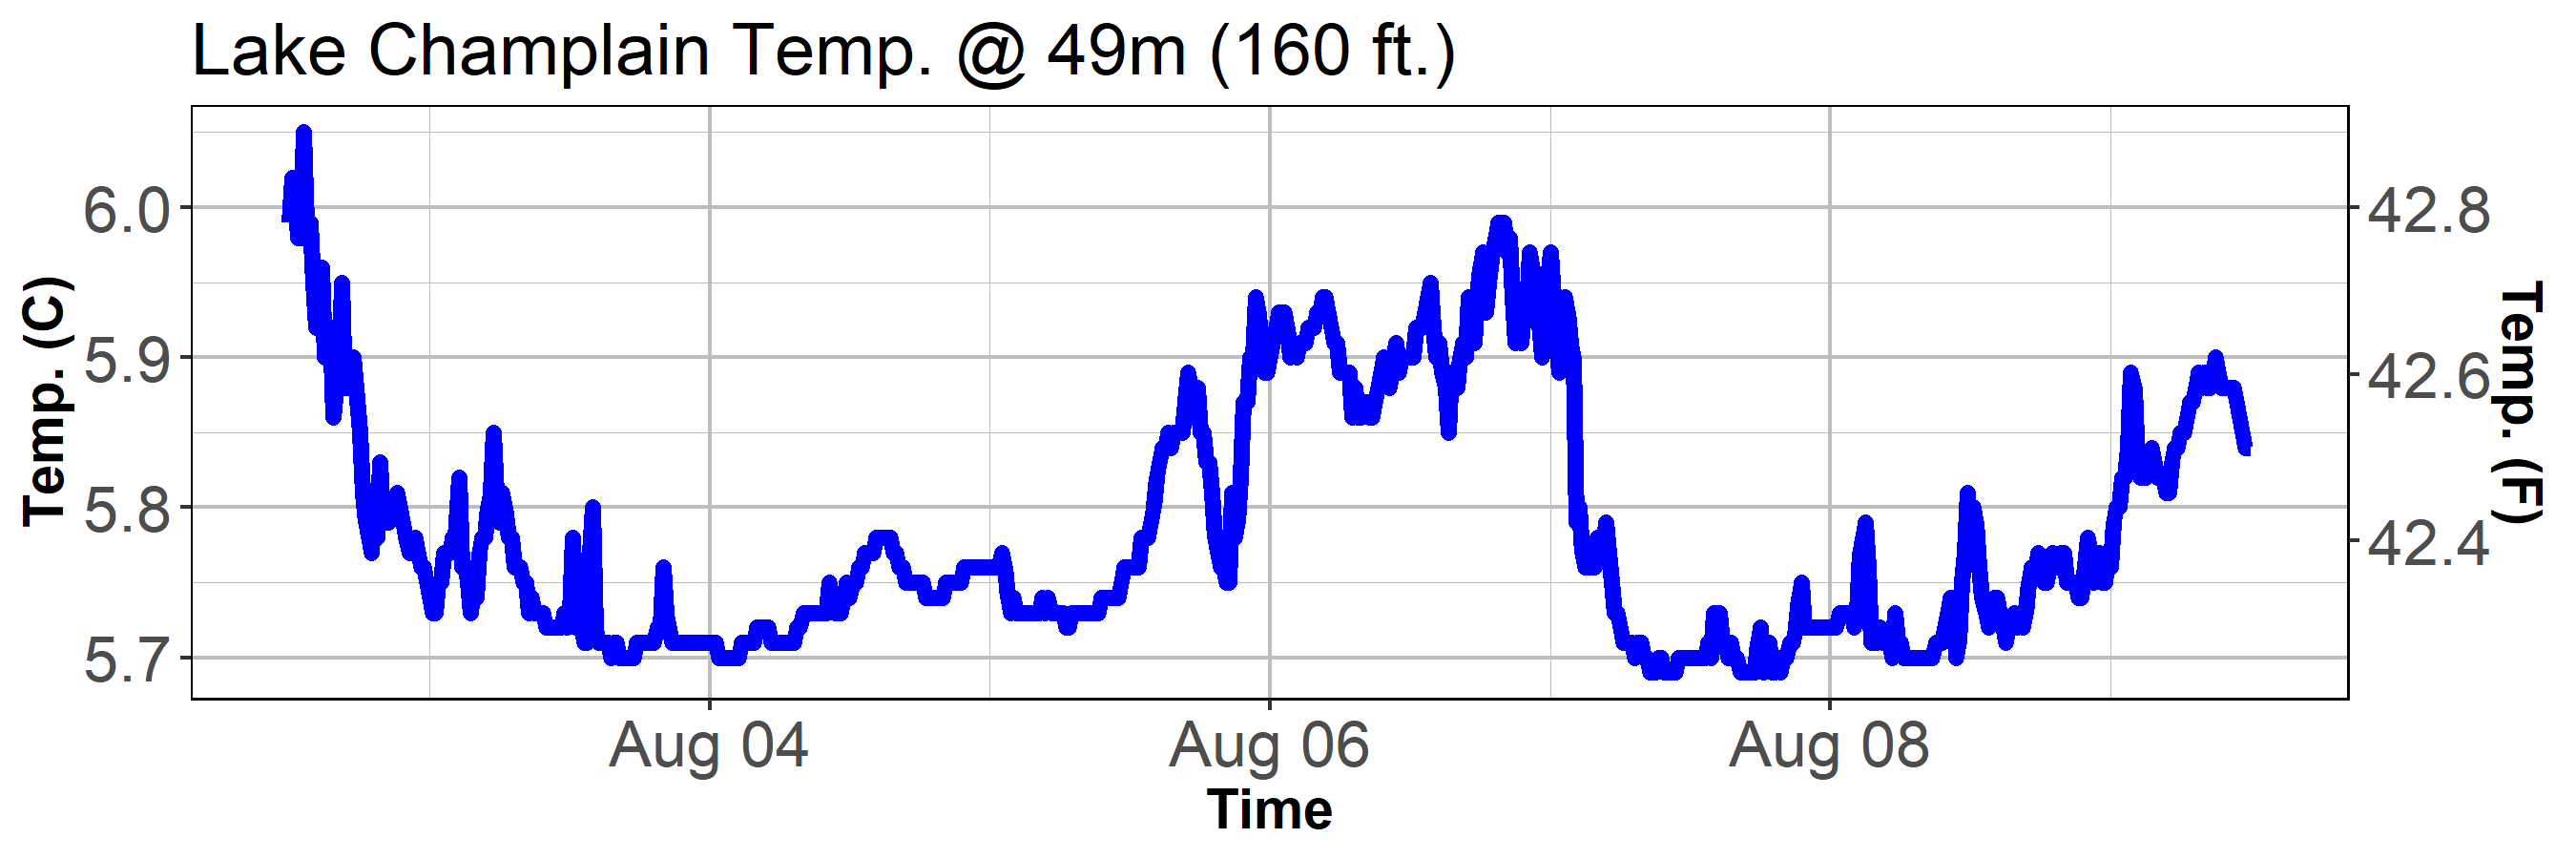 Lake Champlain Temp. @ 49m (160 ft.)
Temp. (C)
6.0
5.9
5.8
5.7
42.8
42.6
42.4
Temp. (F)
Aug 04
Aug 06
Aug 08
Time